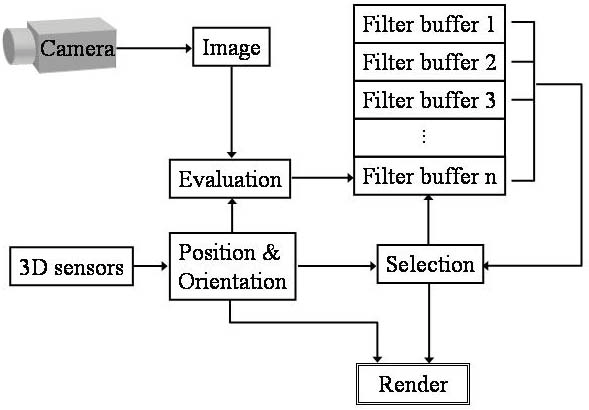 Camera
Image
Filter buffer 1
Filter buffer 2
Filter buffer 3
⋮
Filter buffer n
Evaluation
3D sensors
Position &
Orientation
Selection
Render